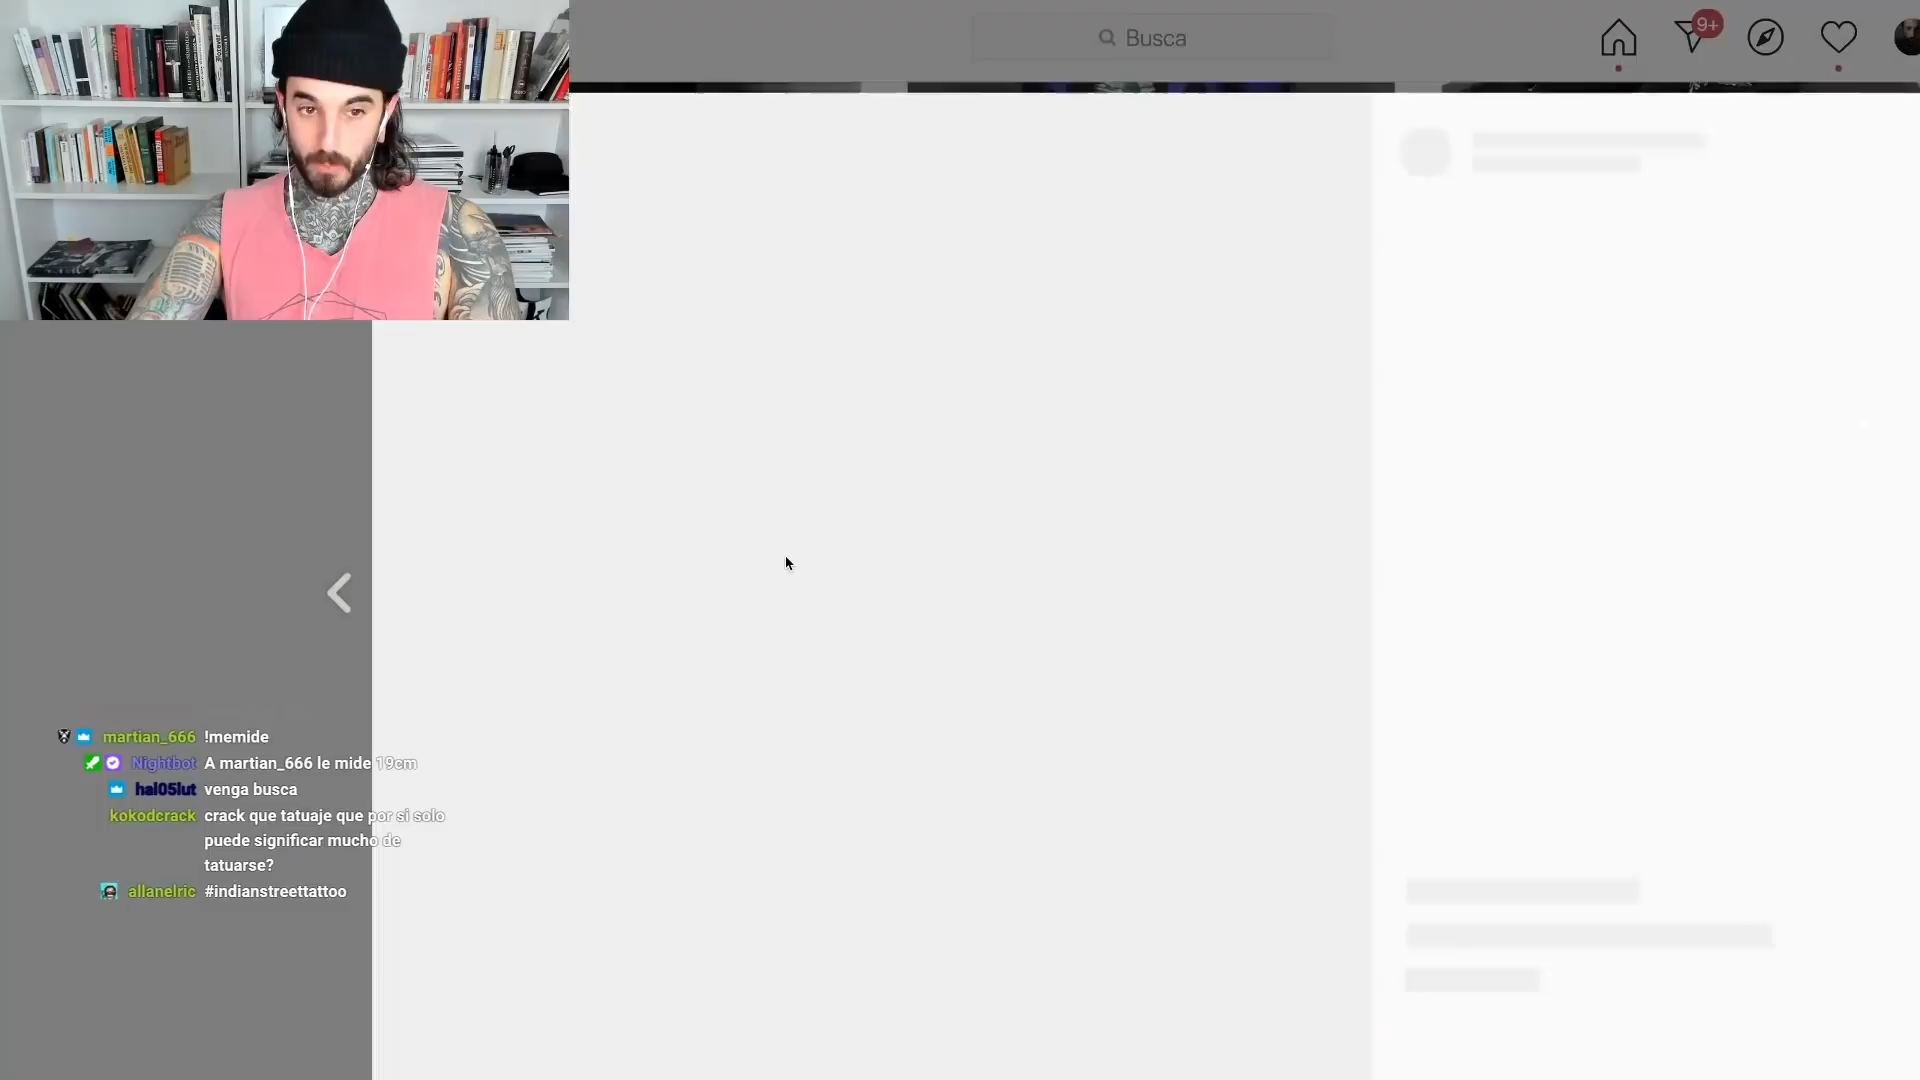 Busca
9+
martian_666 !memide
Nightbot A martian_666 le mide 19cm
hal05lut venga busca
kokodcrack crack que tatuaje que por si solo
puede significar mucho de
tatuarse?
allanelric #indianstreettattoo